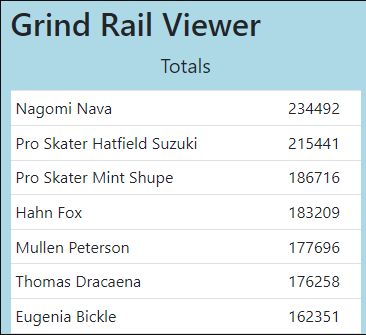 Grind Rail Viewer
Totals
Nagomi Nava 234492
Pro Skater Hatfield Suzuki 215441
Pro Skater Mint Shupe 186716
Hahn Fox 183209
Mullen Peterson 177696
Thomas Dracaena 176258
Eugenia Bickle 162351